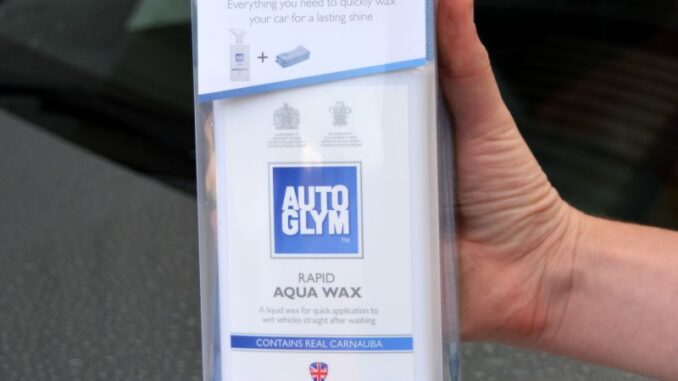 Everything you need to quickly wax
your car for a lasting shine
+
AUTO
GLYM
TM
RAPID
AQUA WAX
A liquid wax for quick application to
wet vehicles straight after washing
CONTAINS REAL CARNAUBA